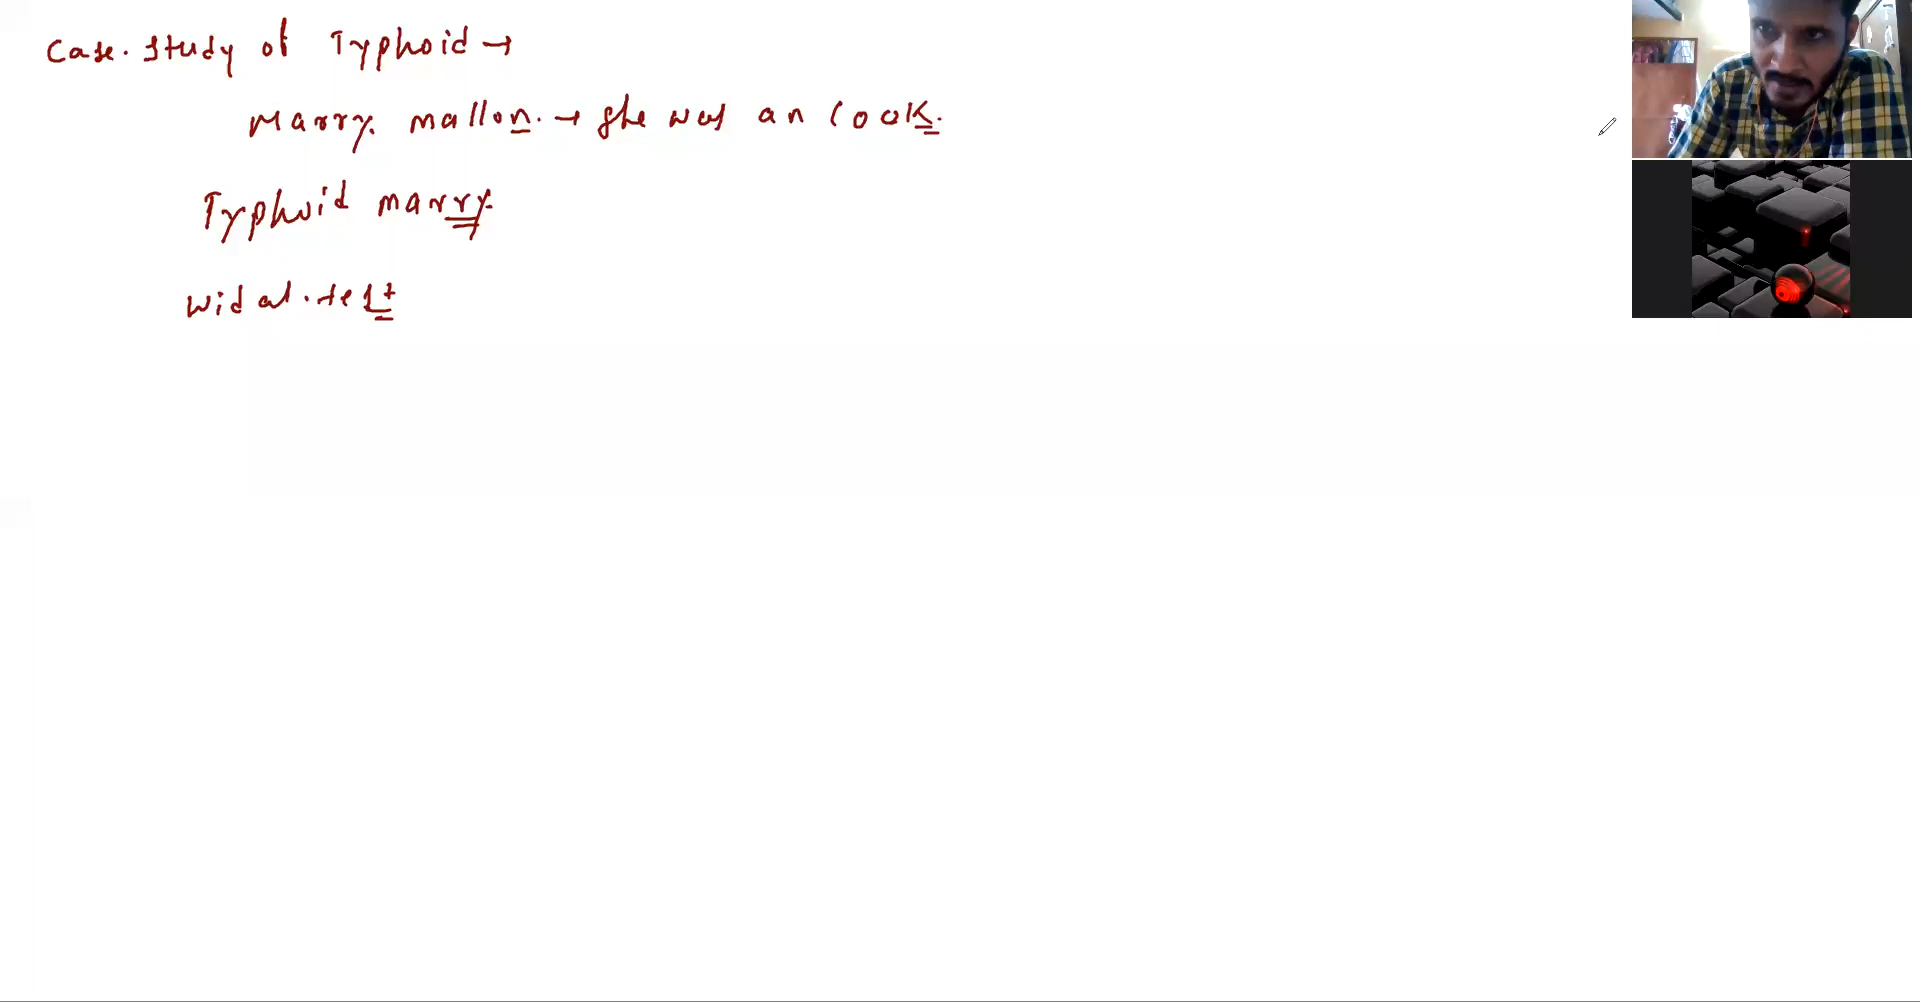 Case. study of Typhoid →
Marry. mallon. → she was an cook.
Typhoid marry.
widal. test